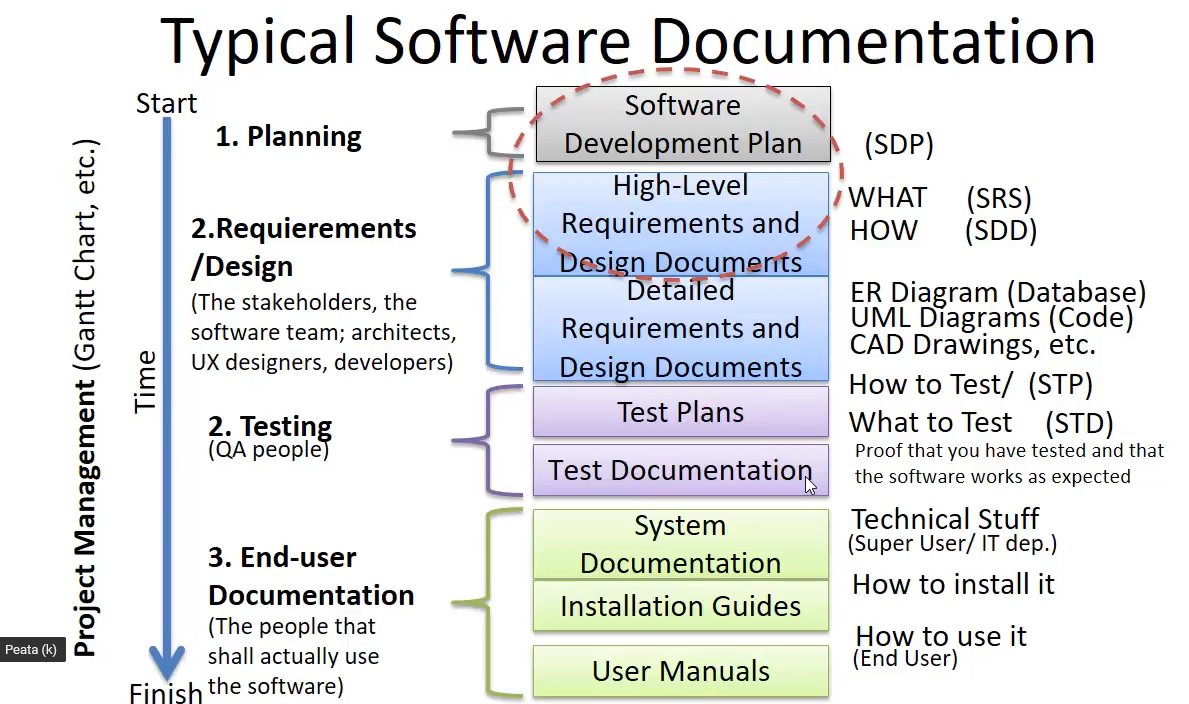 Typical Software Documentation
Start
1. Planning
Software
Development Plan
(SDP)
Project Management (Gantt Chart, etc.)
Time
2.Requierements
/Design
(The stakeholders, the
software team; architects,
UX designers, developers)
High-Level
Requirements and
Design Documents
WHAT (SRS)
HOW (SDD)
Detailed
Requirements and
Design Documents
ER Diagram (Database)
UML Diagrams (Code)
CAD Drawings, etc.
2. Testing
(QA people)
Test Plans
How to Test/ (STP)
What to Test (STD)
Test Documentation
Proof that you have tested and that
the software works as expected
3. End-user
Documentation
(The people that
shall actually use
the software)
System
Documentation
Technical Stuff
(Super User/ IT dep.)
Installation Guides
How to install it
User Manuals
How to use it
(End User)
Finish
Peata (k)